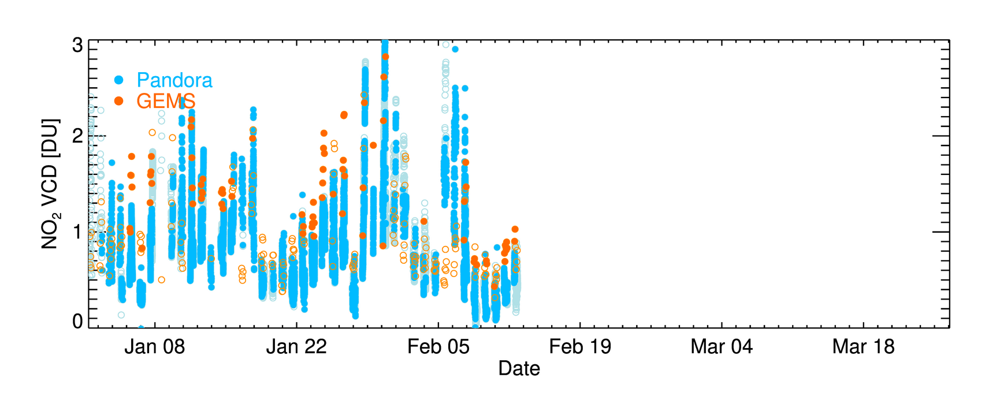 3
Pandora
GEMS
2
1
0
NO2 VCD [DU]
Jan 08 Jan 22 Feb 05 Feb 19 Mar 04 Mar 18
Date